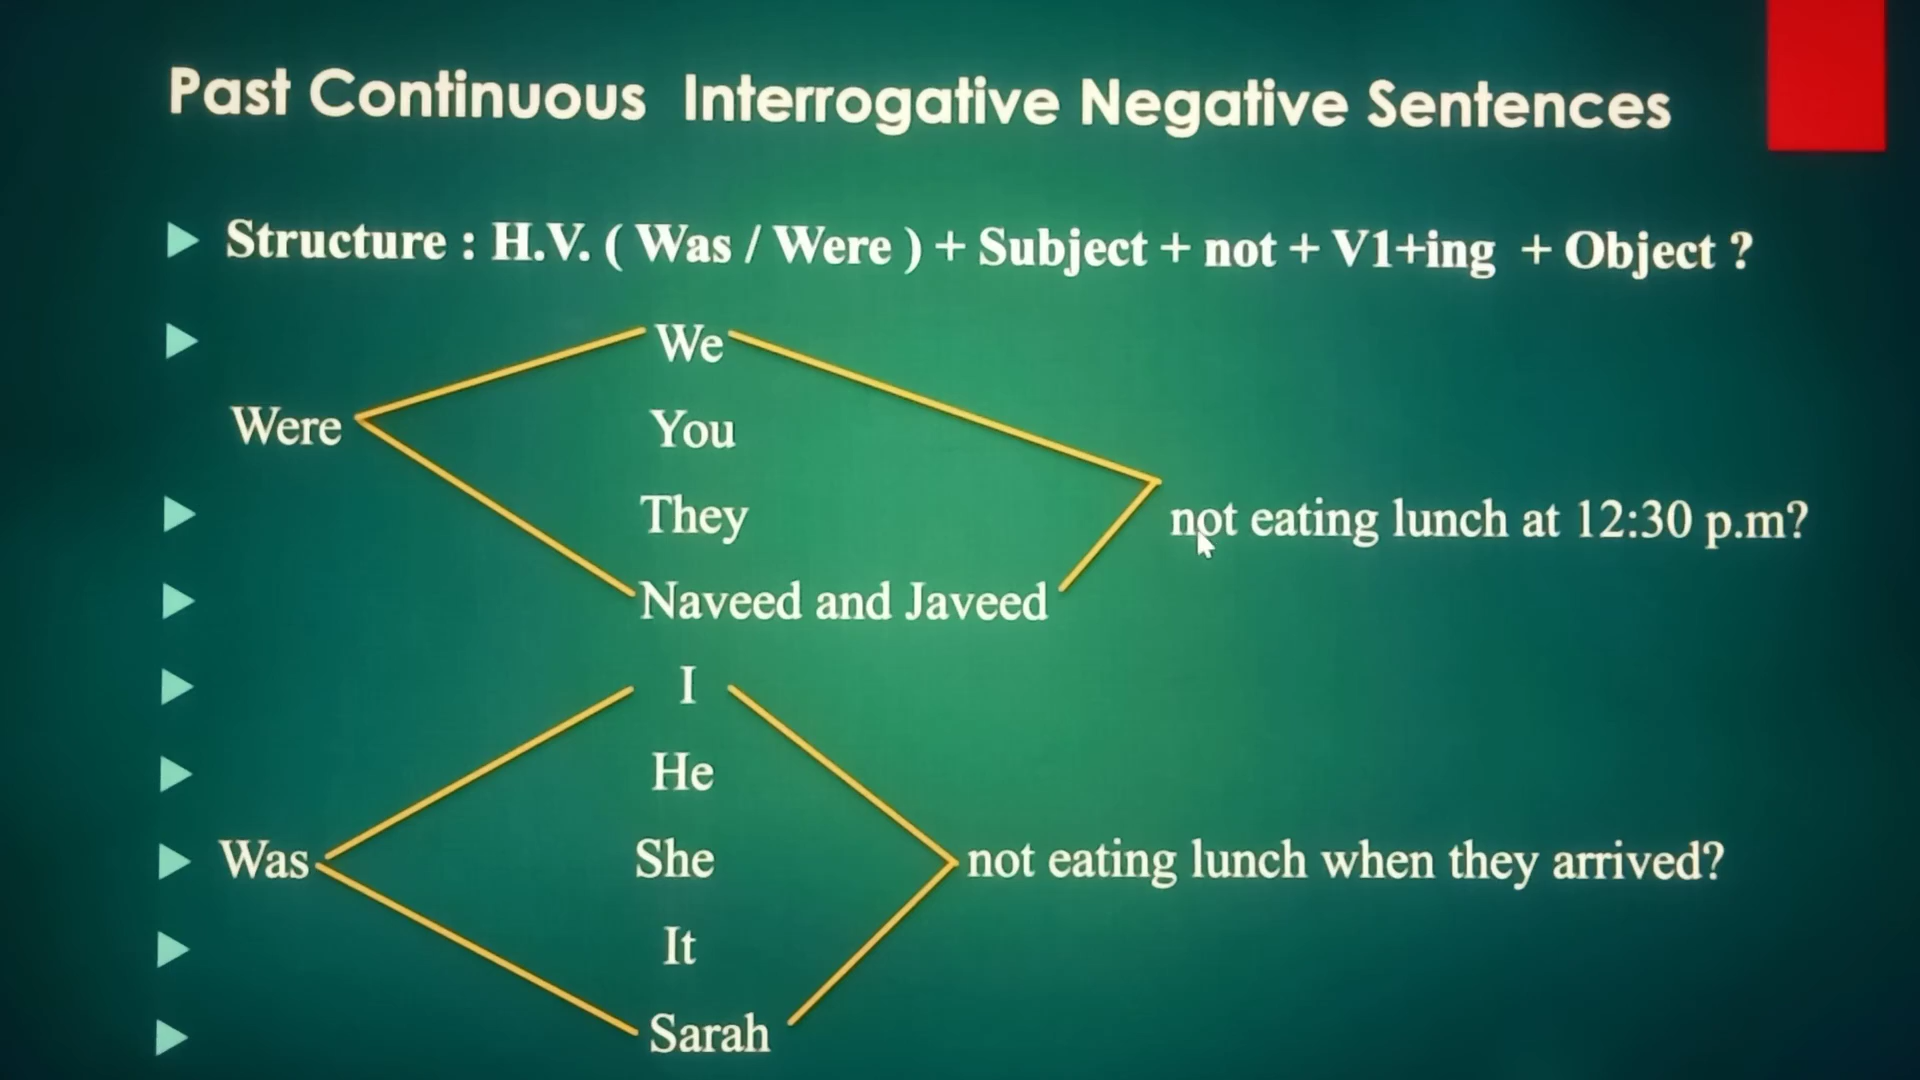 Past Continuous Interrogative Negative Sentences
Structure : H.V. ( Was / Were ) + Subject + not + V1+ing + Object ?
We
Were
You
They
not eating lunch at 12:30 p.m?
Naveed and Javeed
I
He
Was
She
not eating lunch when they arrived?
It
Sarah